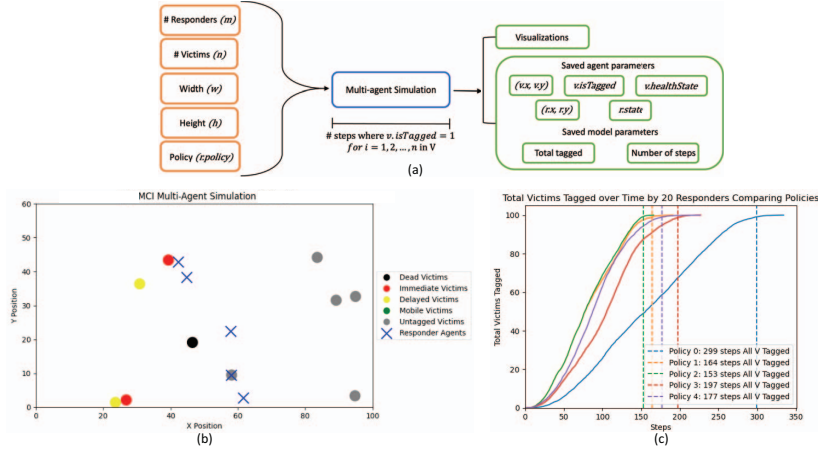 # Responders (m)
# Victims (n)
Width (w)
Height (h)
Policy (r.policy)
Multi-agent Simulation
# steps where v.isTagged = 1
for i = 1,2, ..., n in V
Visualizations
Saved agent parameters
(v.x, v.y)
v.isTagged
v.healthState
(r.x, r.y)
r.state
Saved model parameters
Total tagged
Number of steps
(a)
MCI Multi-Agent Simulation
60
50
40
30
20
10
0
0
20
40
60
80
100
Y Position
X Position
Dead Victims
Immediate Victims
Delayed Victims
Mobile Victims
Untagged Victims
Responder Agents
(b)
Total Victims Tagged over Time by 20 Responders Comparing Policies
100
80
60
40
20
0
0
50
100
150
200
250
300
350
Total Victims Tagged
Steps
Policy 0: 299 steps All V Tagged
Policy 1: 164 steps All V Tagged
Policy 2: 153 steps All V Tagged
Policy 3: 197 steps All V Tagged
Policy 4: 177 steps All V Tagged
(c)